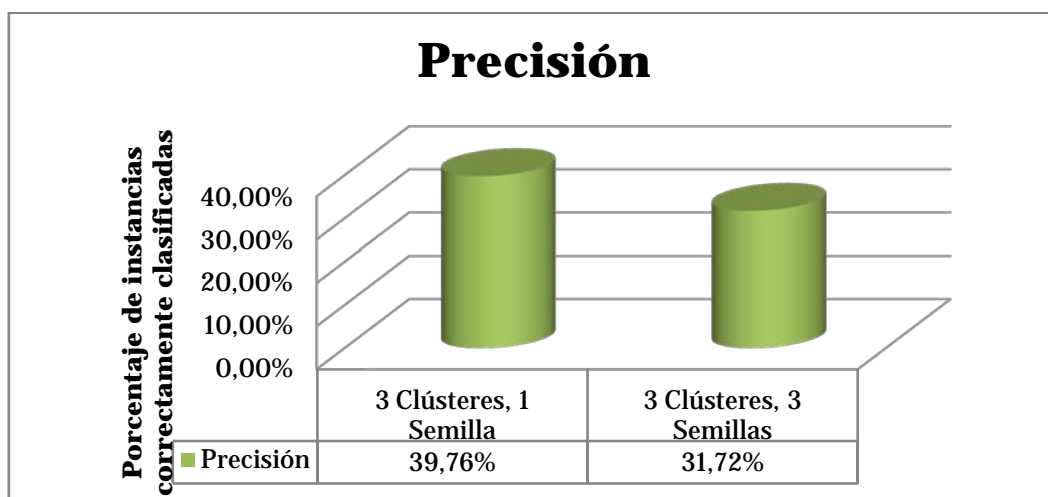 Precisión
Porcentaje de instancias
correctamente clasificadas
40,00%
30,00%
20,00%
10,00%
0,00%
3 Clústeres, 1
Semilla
3 Clústeres, 3
Semillas
Precisión
39,76%
31,72%